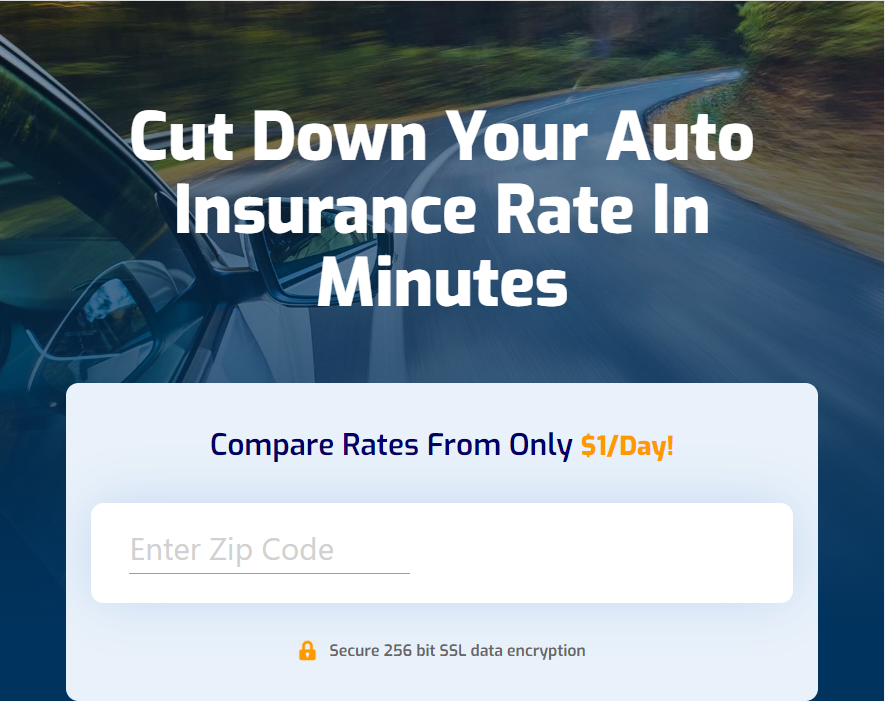 Cut Down Your Auto
Insurance Rate In
Minutes
Compare Rates From Only $1/Day!
Enter Zip Code
Secure 256 bit SSL data encryption